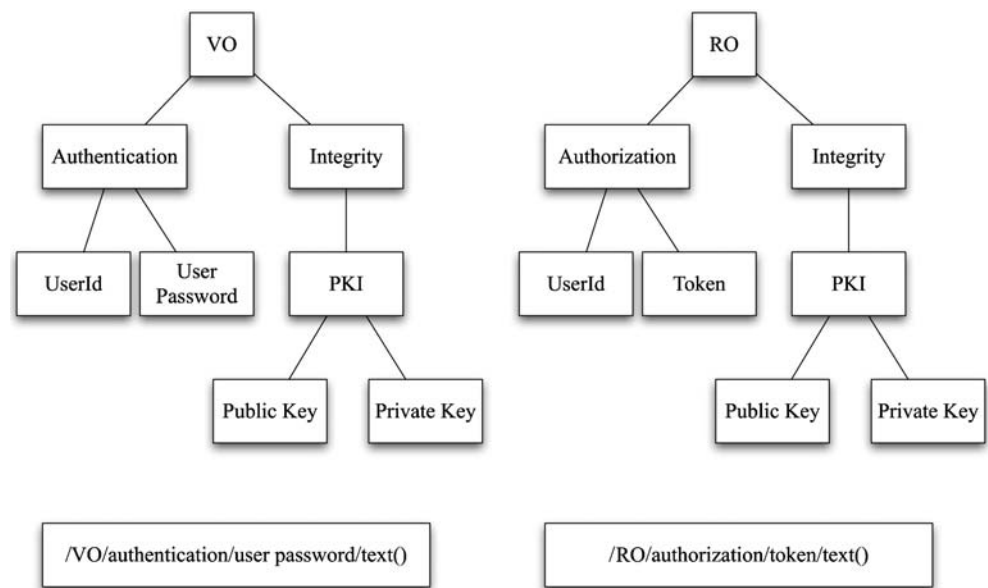 VO
Authentication
Integrity
UserId
User
Password
PKI
Public Key
Private Key
/VO/authentication/user password/text()
RO
Authorization
Integrity
UserId
Token
PKI
Public Key
Private Key
/RO/authorization/token/text()